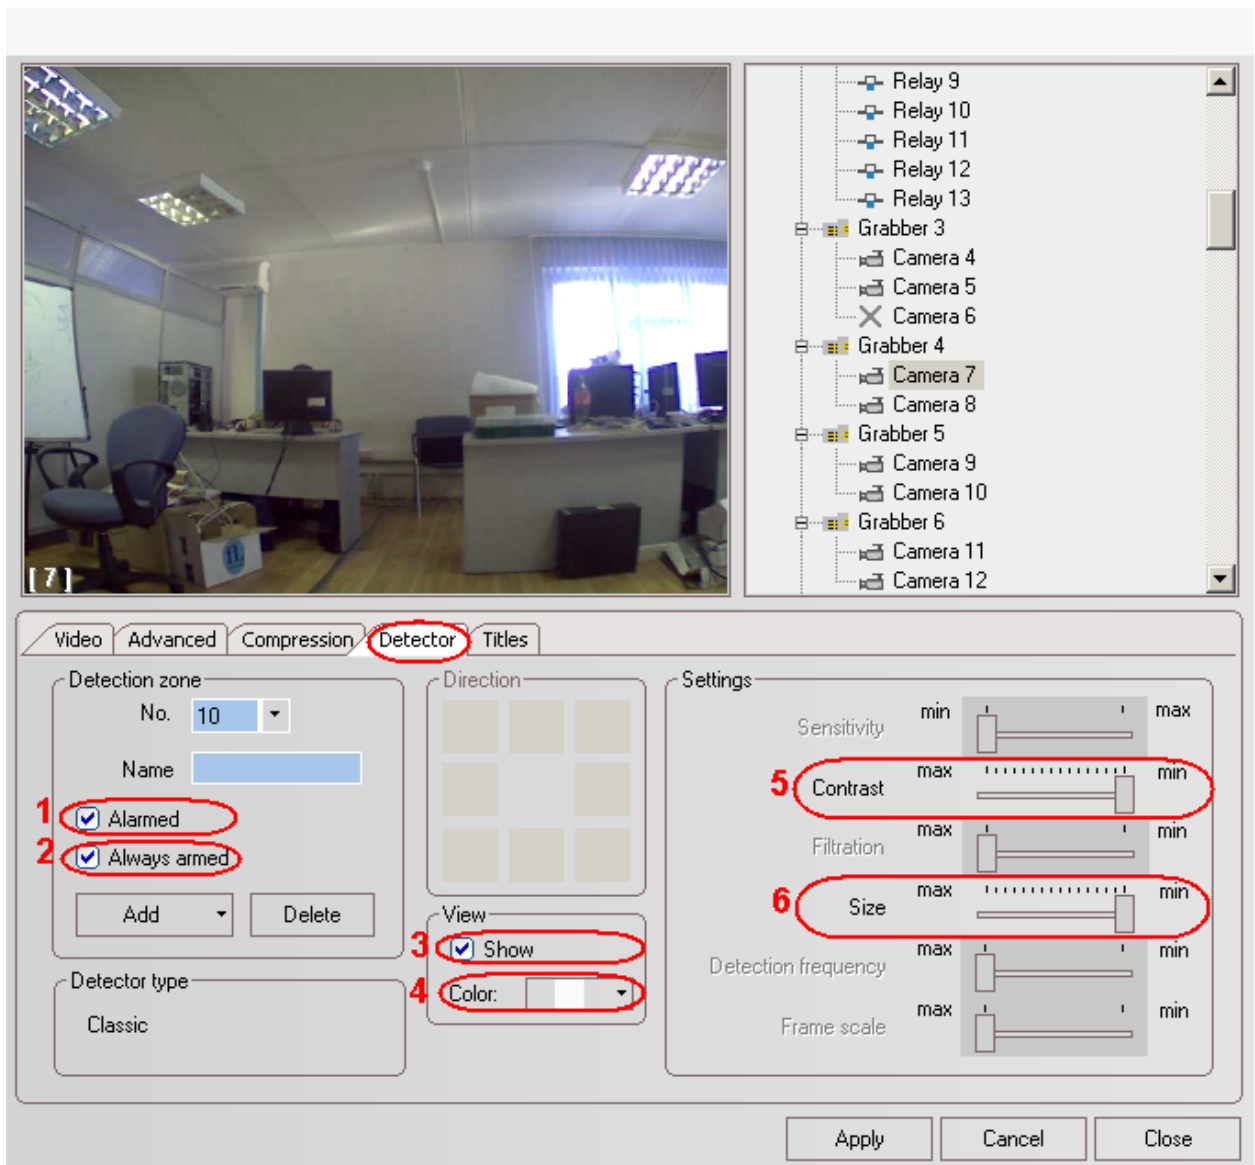 Relay 9
Relay 10
Relay 11
Relay 12
Relay 13
Grabber 3
Camera 4
Camera 5
Camera 6
Grabber 4
Camera 7
Camera 8
Grabber 5
Camera 9
Camera 10
Grabber 6
Camera 11
Camera 12
[ 7 ]
Video Advanced Compression Detector Titles
Detection zone
No. 10
Name
1 Alarmed
2 Always armed
Add Delete
Detector type
Classic
Direction
View
3 Show
4 Color:
Settings
Sensitivity min max
5 Contrast max min
Filtration max min
6 Size max min
Detection frequency max min
Frame scale max min
Apply Cancel Close